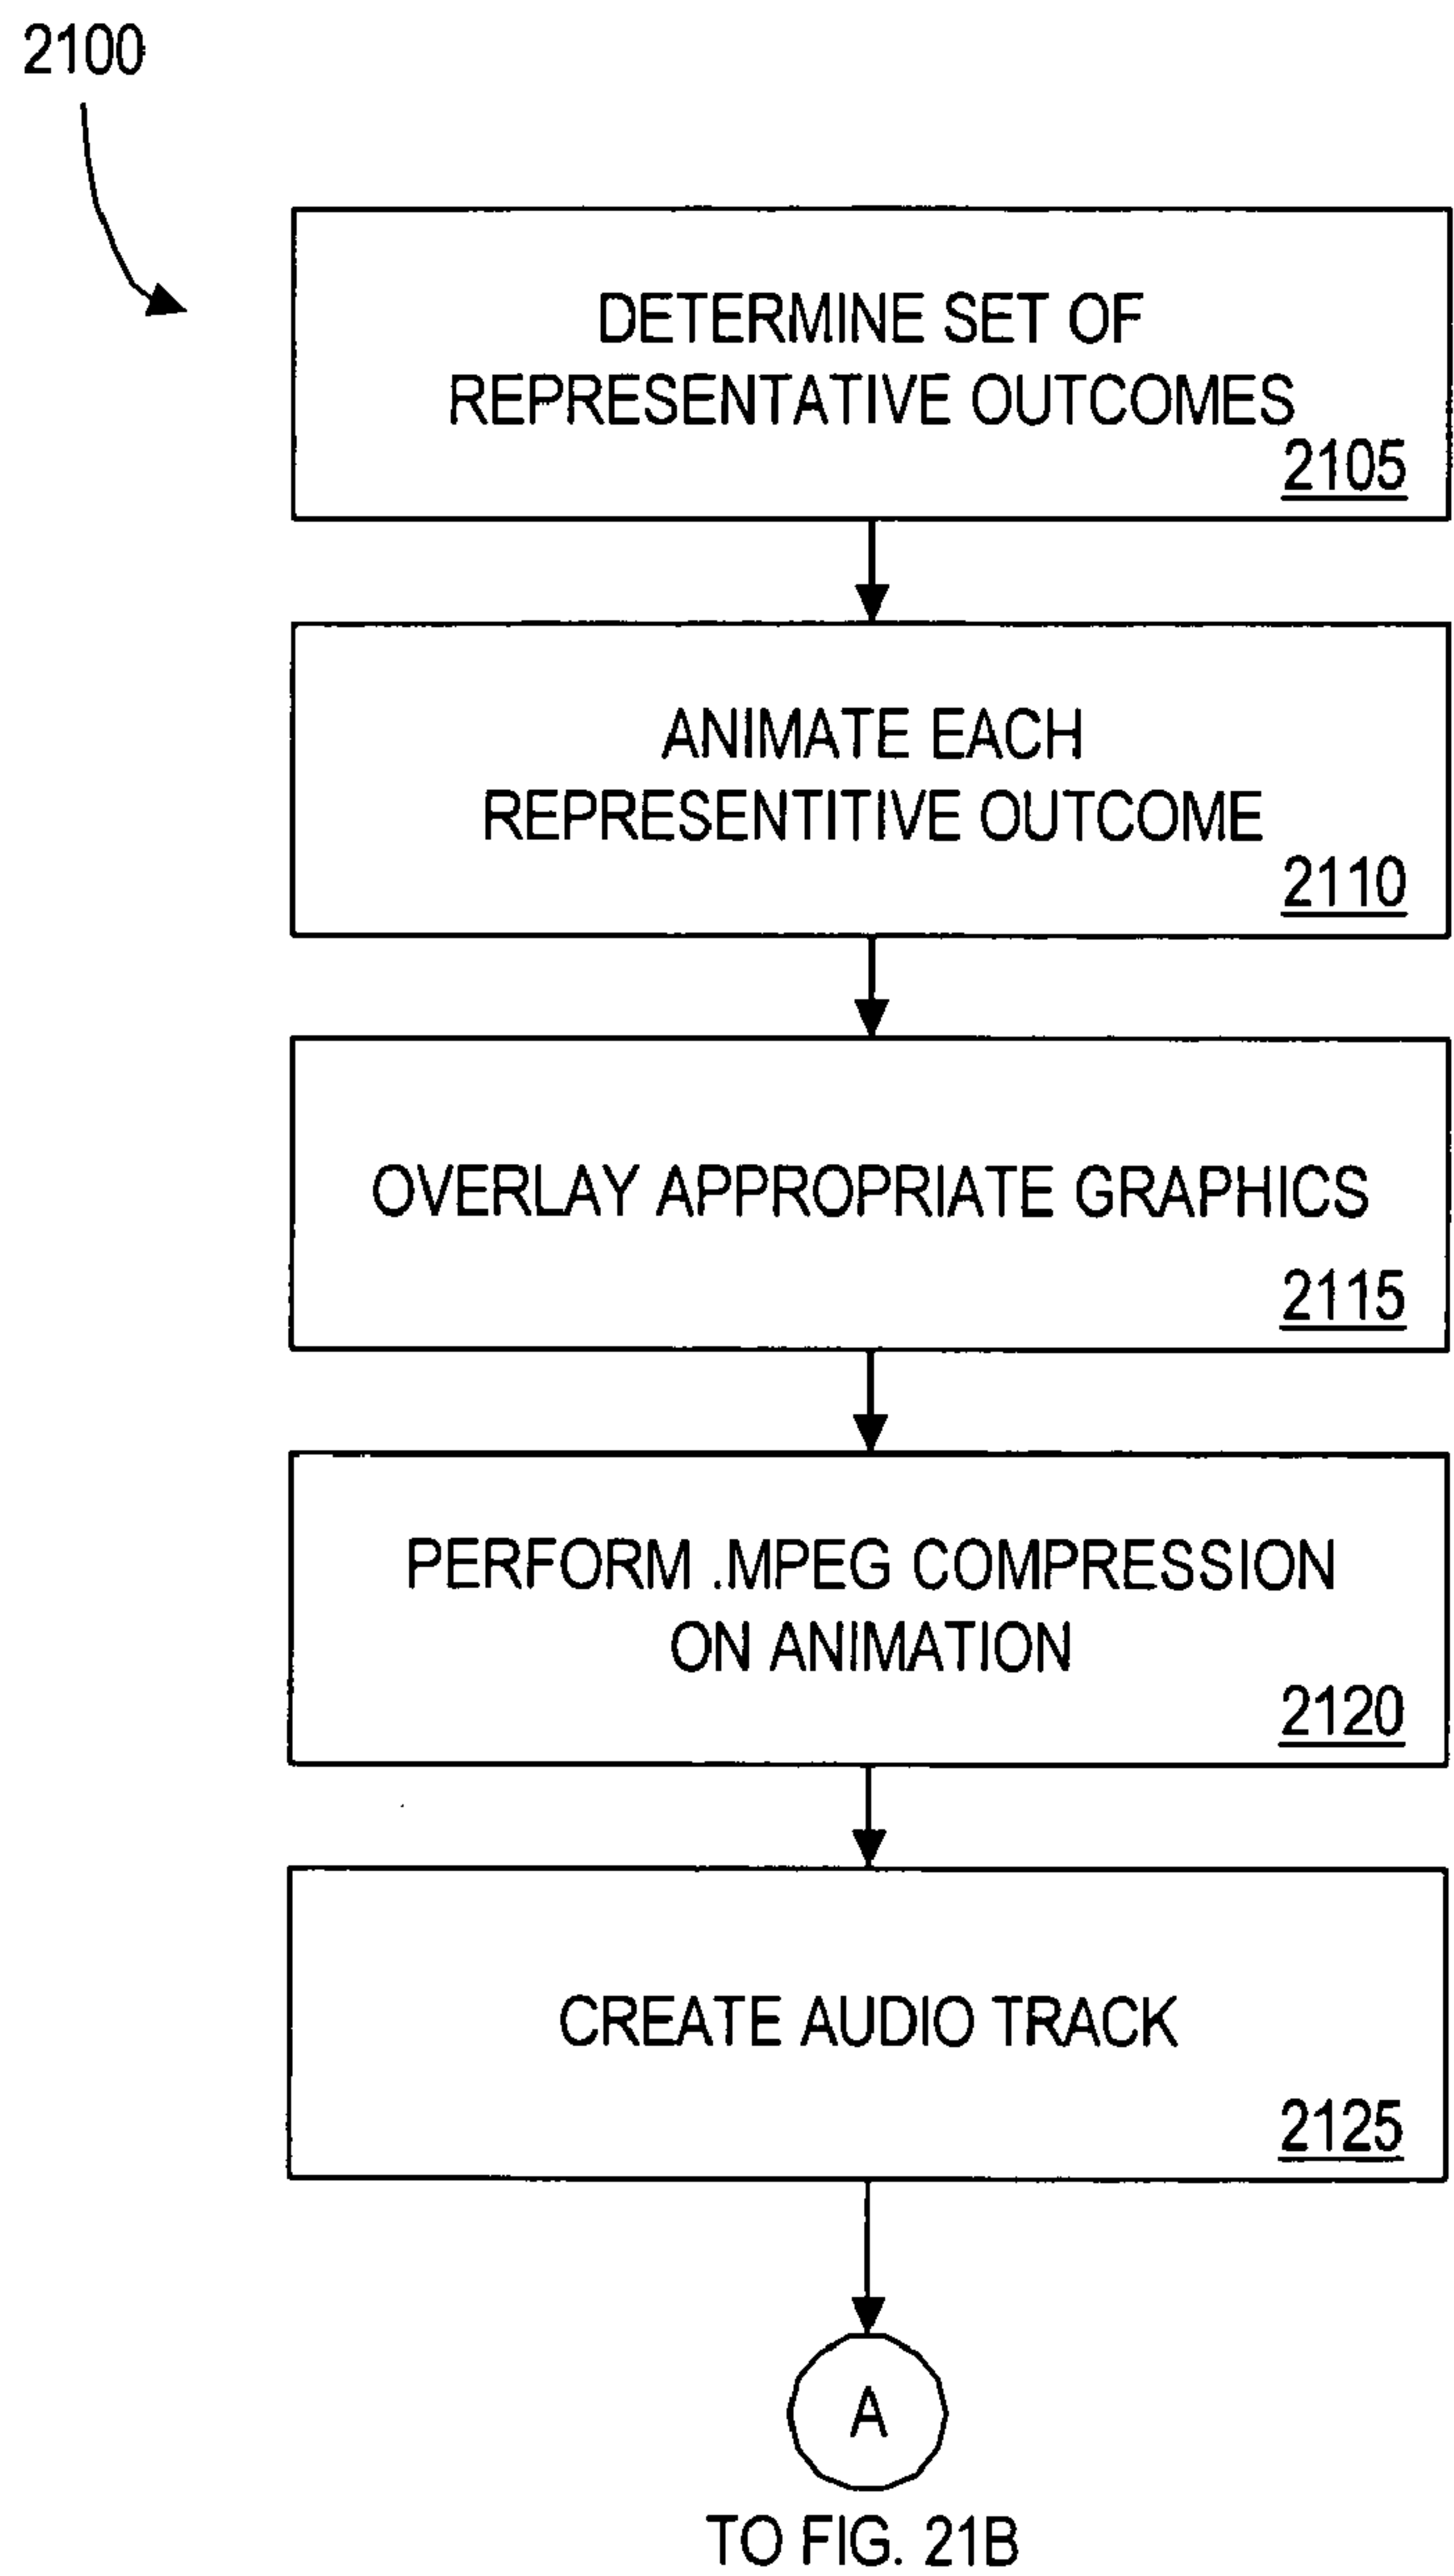 2100
DETERMINE SET OF
REPRESENTATIVE OUTCOMES
2105
ANIMATE EACH
REPRESENTITIVE OUTCOME
2110
OVERLAY APPROPRIATE GRAPHICS
2115
PERFORM .MPEG COMPRESSION
ON ANIMATION
2120
CREATE AUDIO TRACK
2125
A
TO FIG. 21B